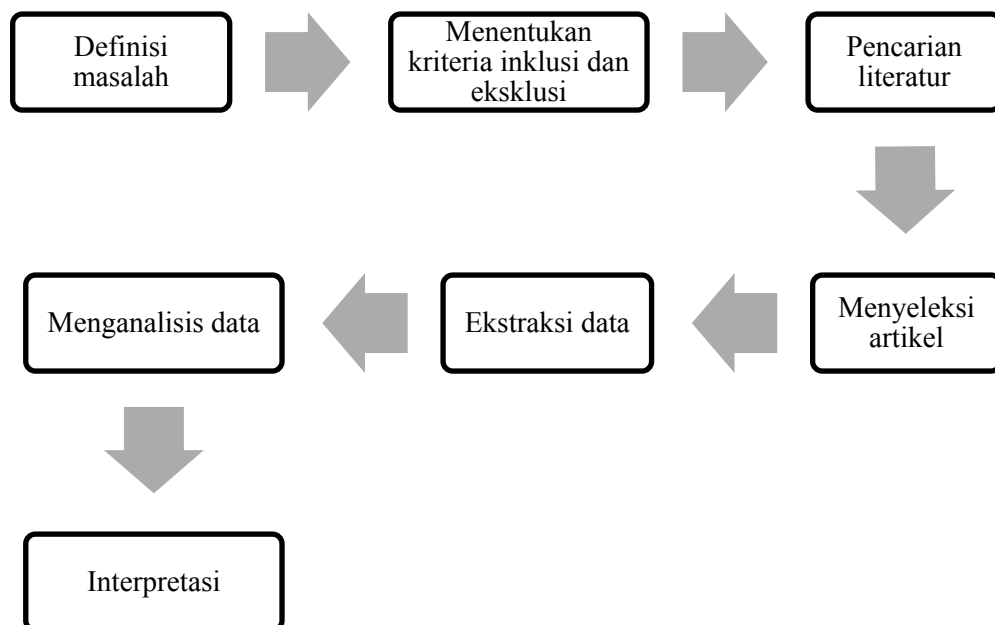 Definisi
masalah
Menentukan
kriteria inklusi dan
eksklusi
Pencarian
literatur
Menyeleksi
artikel
Ekstraksi data
Menganalisis data
Interpretasi